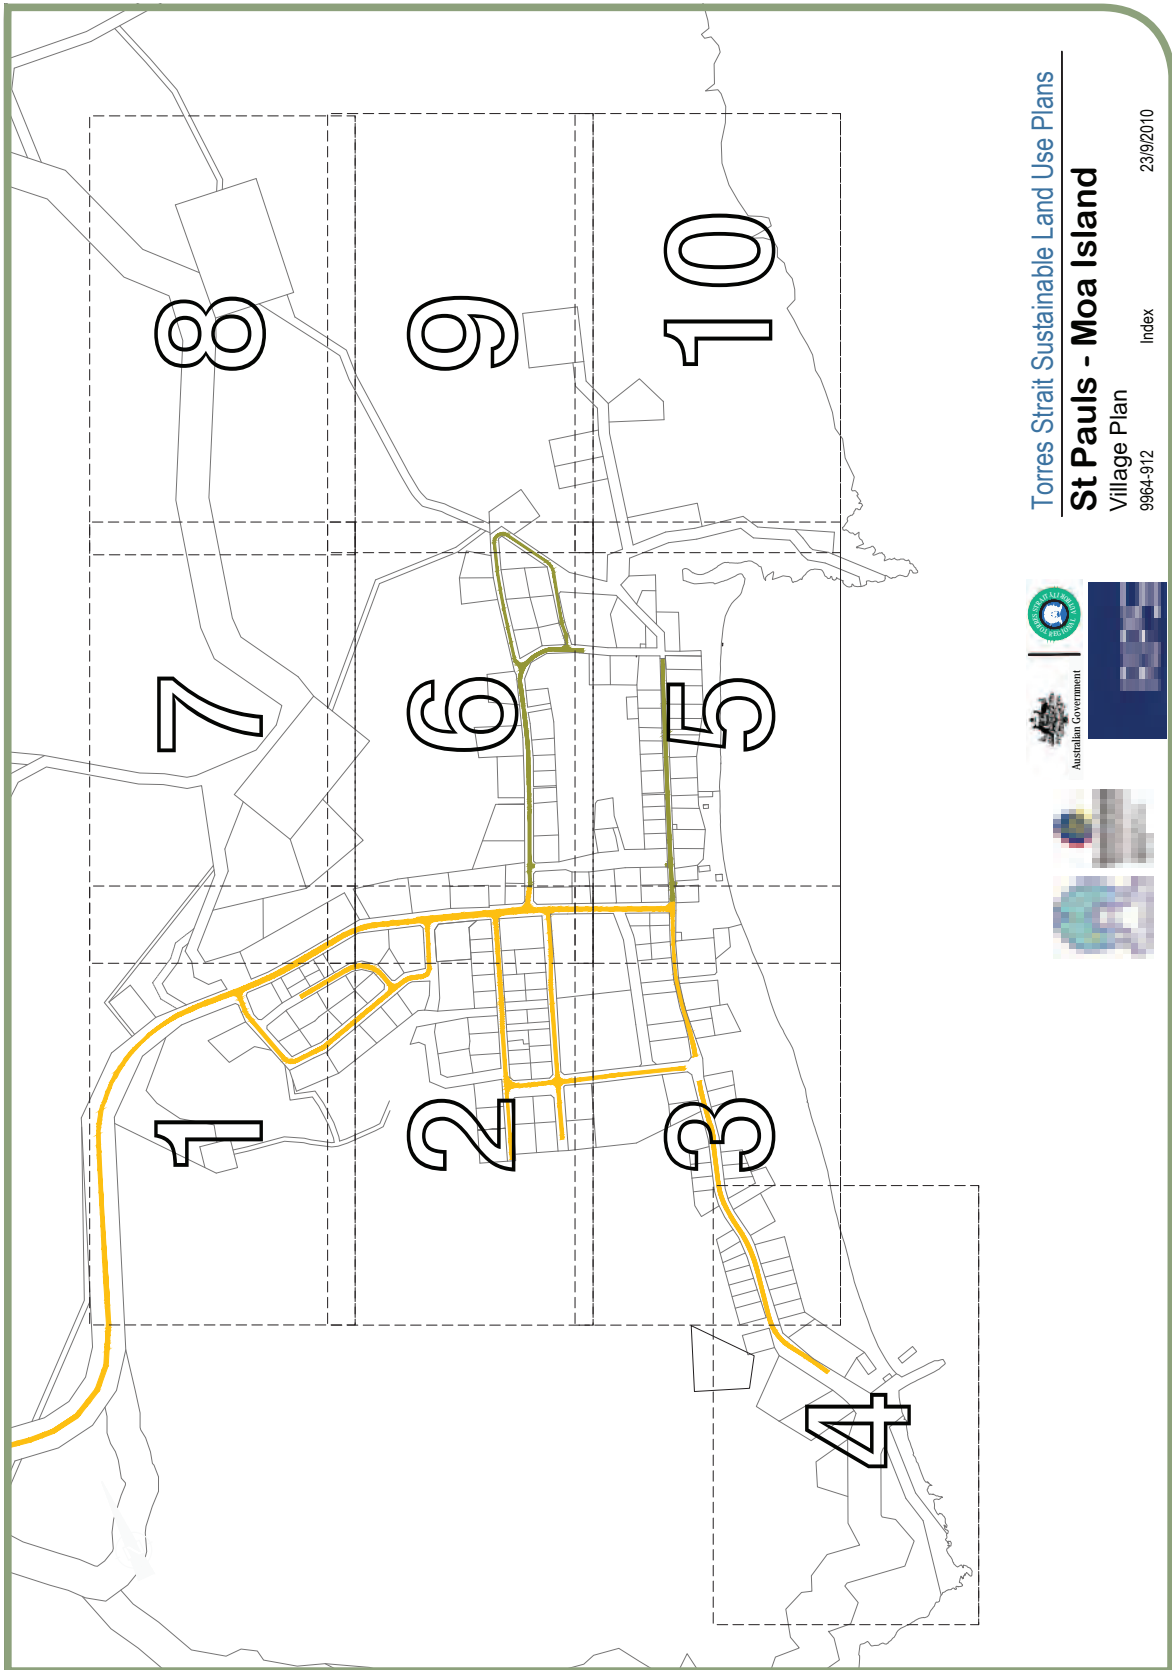 Torres Strait Sustainable Land Use Plans
St Pauls - Moa Island
Village Plan
9964-912 Index 23/9/2010
Australian Government
8
9
10
7
6
5
1
2
3
4